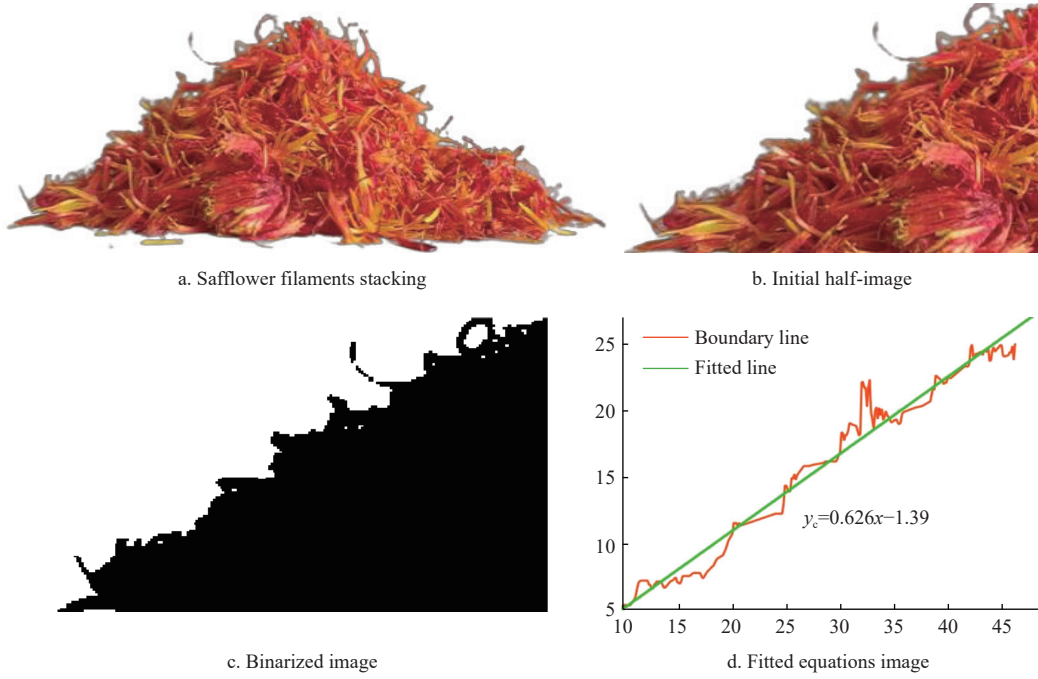 a. Safflower filaments stacking
b. Initial half-image
c. Binarized image
Boundary line
Fitted line
25
20
15
10
5
y_c=0.626x−1.39
10 15 20 25 30 35 40 45
d. Fitted equations image